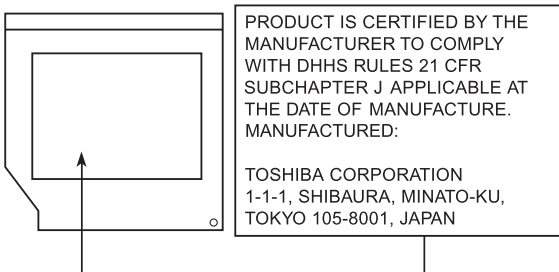 PRODUCT IS CERTIFIED BY THE
MANUFACTURER TO COMPLY
WITH DHHS RULES 21 CFR
SUBCHAPTER J APPLICABLE AT
THE DATE OF MANUFACTURE.
MANUFACTURED:
TOSHIBA CORPORATION
1-1-1, SHIBAURA, MINATO-KU,
TOKYO 105-8001, JAPAN